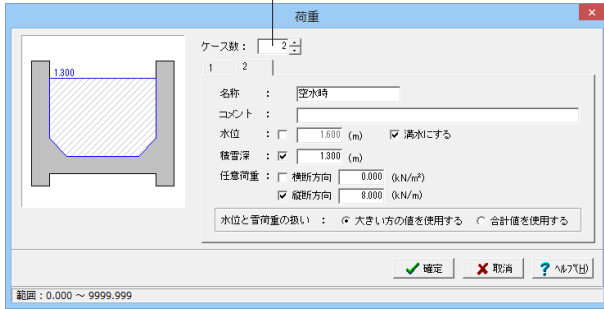 荷重
×
1.300
ケース数： 2
1 2
名称 ： 空水時
コメント ：
水位 ： 1.600 (m) 満水にする
積雪深 ： 1.300 (m)
任意荷重 ： 横断方向 0.000 (kN/m²)
縦断方向 8.000 (kN/m)
水位と雪荷重の扱い ： 大きい方の値を使用する 合計値を使用する
確定 取消 ? ﾍﾙﾌﾟ(H)
範囲：0.000 ～ 9999.999